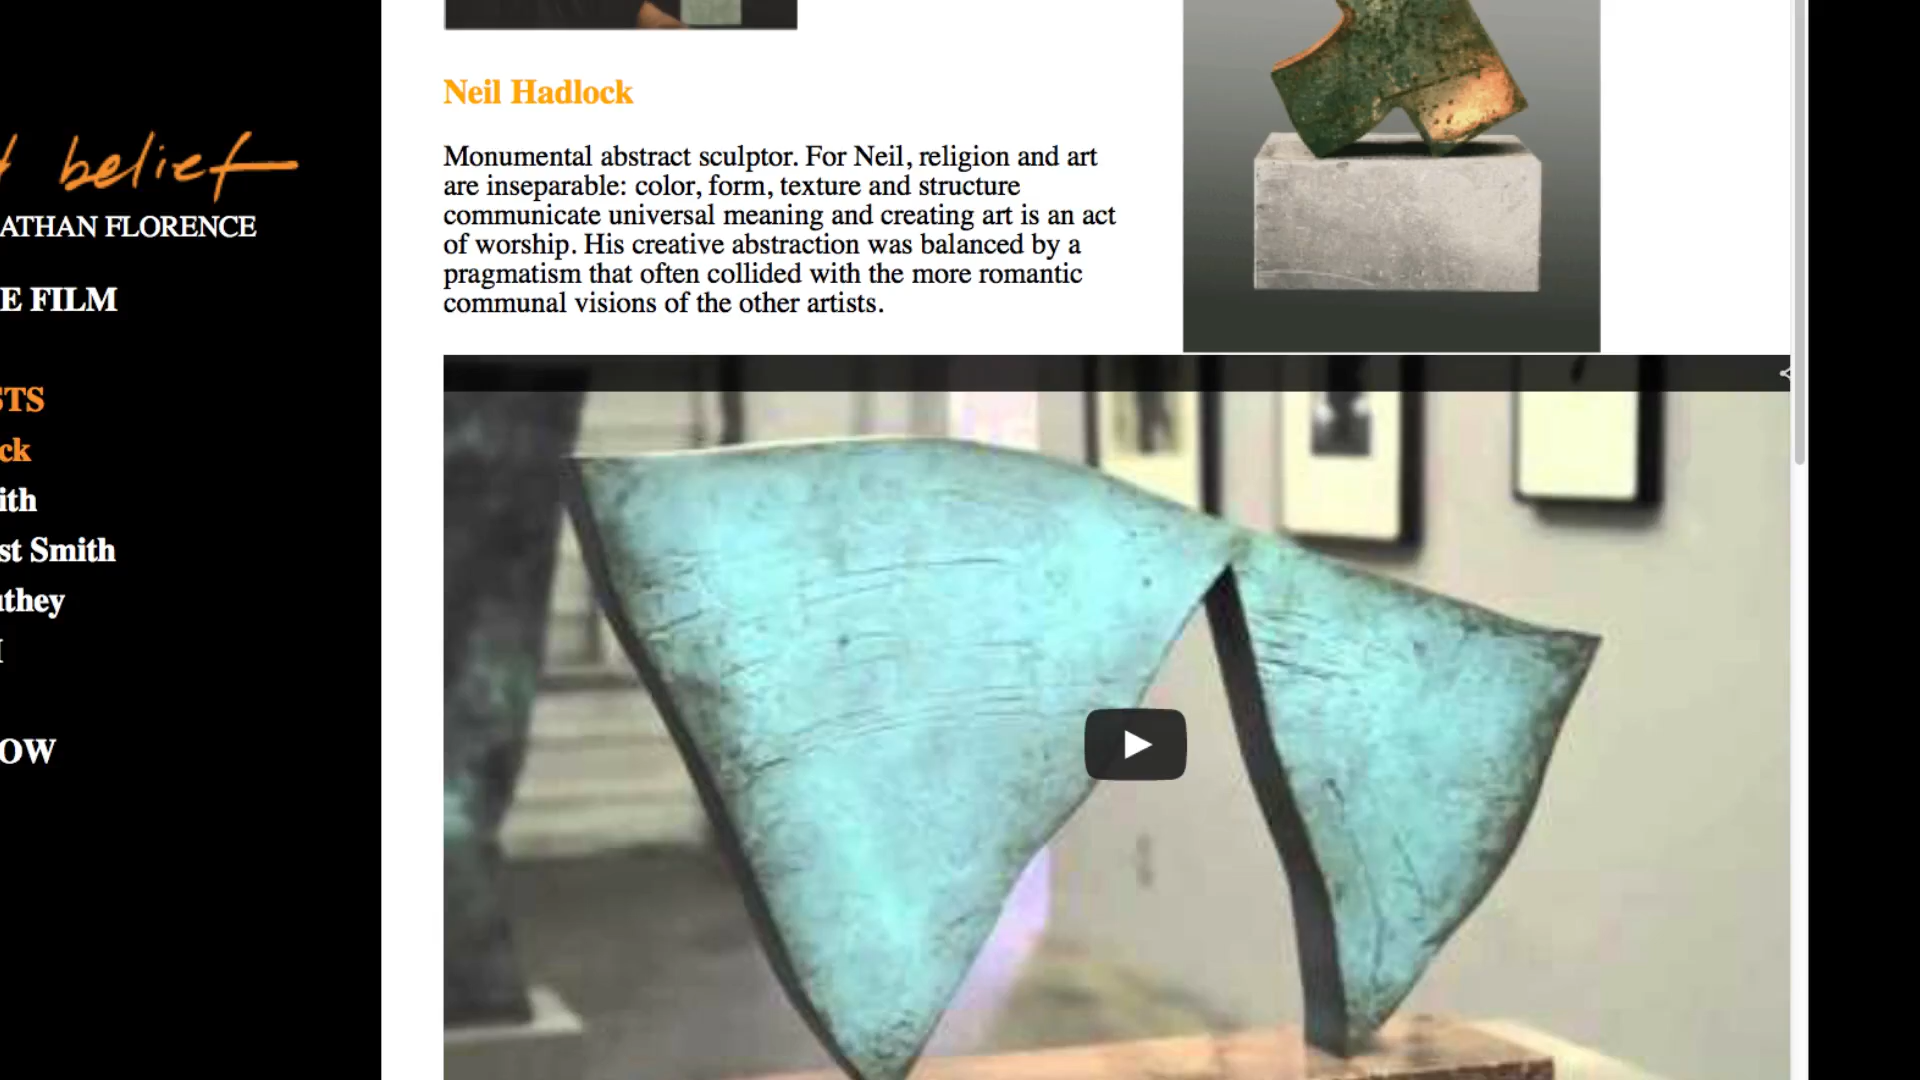 belief
ATHAN FLORENCE
E FILM
STS
ck
ith
st Smith
uthey
OW
Neil Hadlock
Monumental abstract sculptor. For Neil, religion and art
are inseparable: color, form, texture and structure
communicate universal meaning and creating art is an act
of worship. His creative abstraction was balanced by a
pragmatism that often collided with the more romantic
communal visions of the other artists.